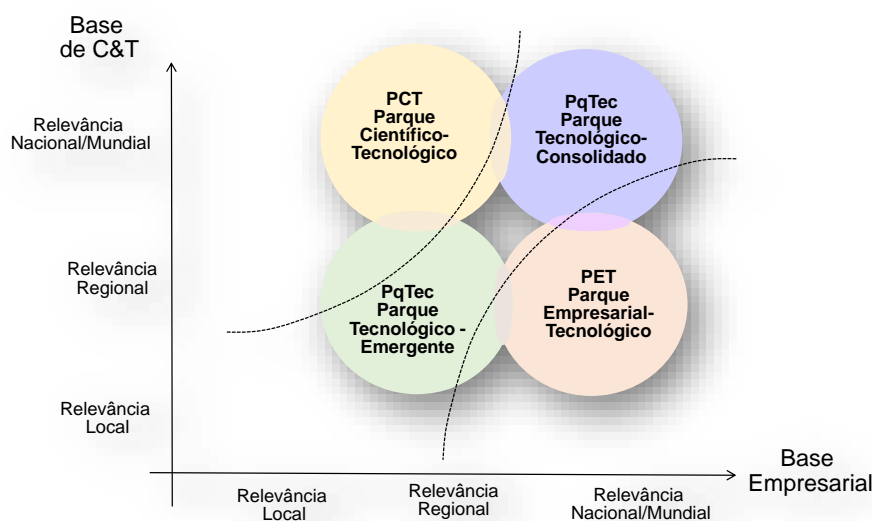 Base
de C&T
PCT
Parque
Científico-
Tecnológico
PqTec
Parque
Tecnológico-
Consolidado
Relevância
Nacional/Mundial
Relevância
Regional
PqTec
Parque
Tecnológico -
Emergente
PET
Parque
Empresarial-
Tecnológico
Relevância
Local
Base
Empresarial
Relevância
Local
Relevância
Regional
Relevância
Nacional/Mundial